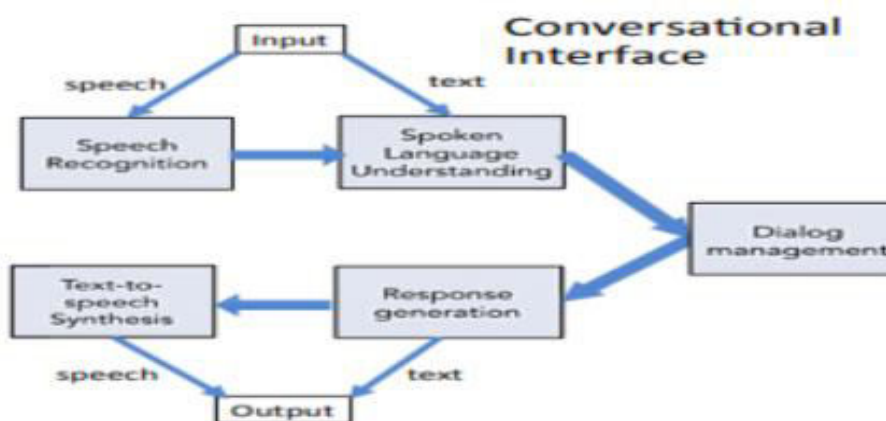 Conversational
Interface
Input
speech
text
Speech
Recognition
Spoken
Language
Understanding
Dialog
management
Text-to-
speech
Synthesis
Response
generation
speech
text
Output